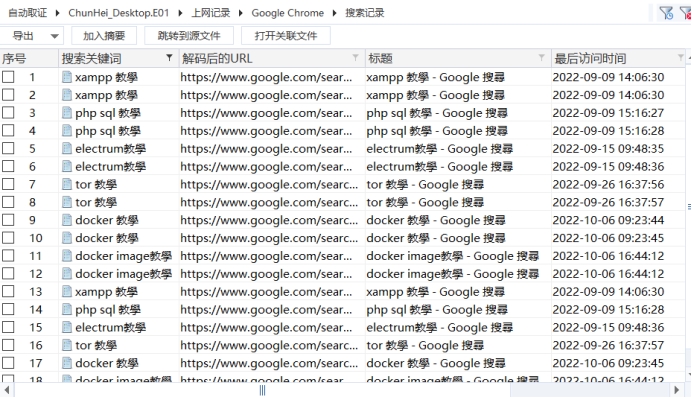 自动取证 > ChunHei_Desktop.E01 > 上网记录 > Google Chrome > 搜索记录
导出 加入摘要 跳转到源文件 打开关联文件
序号 搜索关键词 解码后的URL 标题 最后访问时间
1 xampp 教學 https://www.google.com/sear... xampp 教學 - Google 搜尋 2022-09-09 14:06:30
2 xampp 教學 https://www.google.com/sear... xampp 教學 - Google 搜尋 2022-09-09 14:06:30
3 php sql 教學 https://www.google.com/sear... php sql 教學 - Google 搜尋 2022-09-09 15:16:27
4 php sql 教學 https://www.google.com/sear... php sql 教學 - Google 搜尋 2022-09-09 15:16:28
5 electrum教學 https://www.google.com/sear... electrum教學 - Google 搜尋 2022-09-15 09:48:35
6 electrum教學 https://www.google.com/sear... electrum教學 - Google 搜尋 2022-09-15 09:48:36
7 tor 教學 https://www.google.com/searc... tor 教學 - Google 搜尋 2022-09-26 16:37:56
8 tor 教學 https://www.google.com/searc... tor 教學 - Google 搜尋 2022-09-26 16:37:57
9 docker 教學 https://www.google.com/sear... docker 教學 - Google 搜尋 2022-10-06 09:23:44
10 docker 教學 https://www.google.com/sear... docker 教學 - Google 搜尋 2022-10-06 09:23:45
11 docker image教學 https://www.google.com/sear... docker image教學 - Google 搜尋 2022-10-06 16:44:12
12 docker image教學 https://www.google.com/sear... docker image教學 - Google 搜尋 2022-10-06 16:44:12
13 xampp 教學 https://www.google.com/sear... xampp 教學 - Google 搜尋 2022-09-09 14:06:30
14 php sql 教學 https://www.google.com/sear... php sql 教學 - Google 搜尋 2022-09-09 15:16:28
15 electrum教學 https://www.google.com/sear... electrum教學 - Google 搜尋 2022-09-15 09:48:36
16 tor 教學 https://www.google.com/searc... tor 教學 - Google 搜尋 2022-09-26 16:37:57
17 docker 教學 https://www.google.com/sear... docker 教學 - Google 搜尋 2022-10-06 09:23:45
18 docker image教學 https://www.google.com/sear... docker image教學 - Google 搜尋 2022-10-06 16:44:12